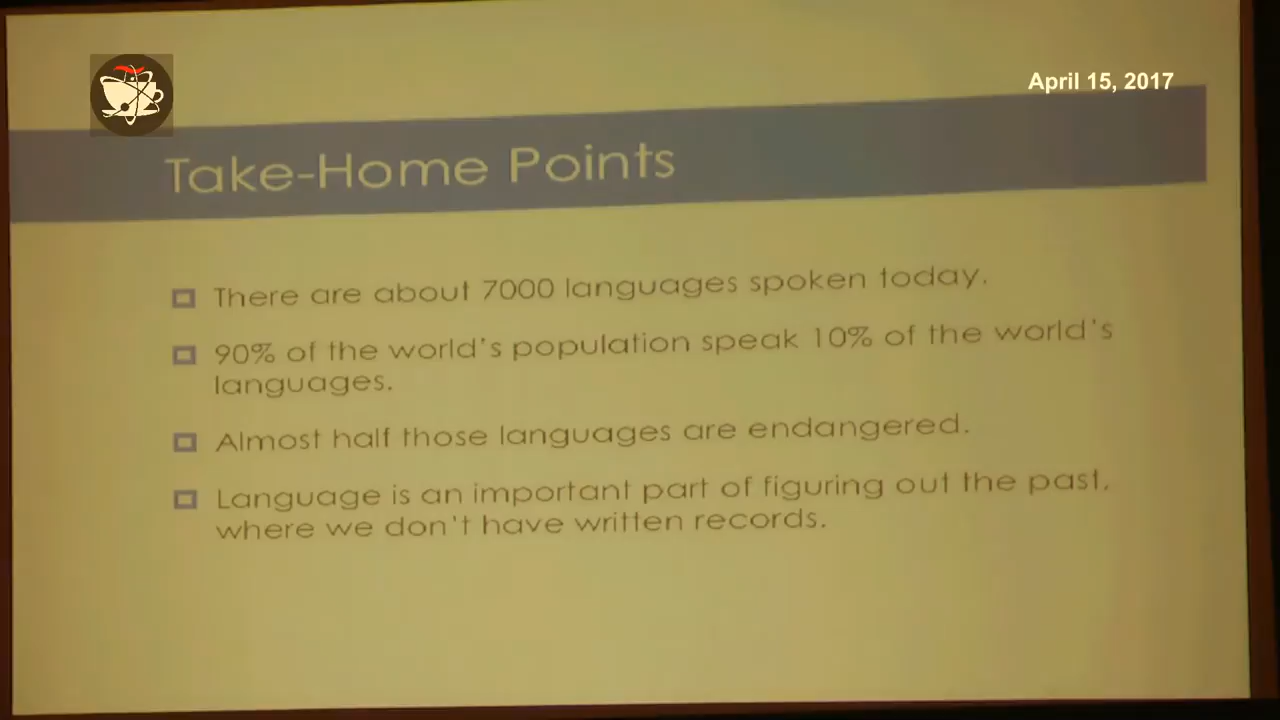 April 15, 2017
Take-Home Points
There are about 7000 languages spoken today.
90% of the world's population speak 10% of the world's
languages.
Almost half those languages are endangered.
Language is an important part of figuring out the past,
where we don't have written records.